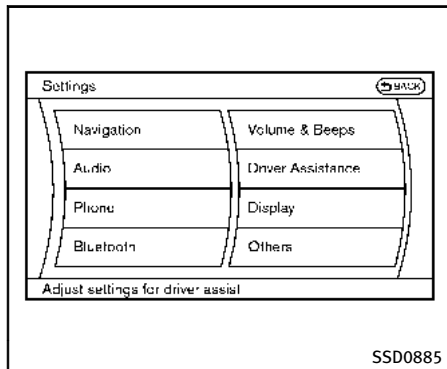 Settings
BACK
Navigation
Volume & Beeps
Audio
Driver Assistance
Phone
Display
Bluetooth
Others
Adjust settings for driver assist
SSD0885